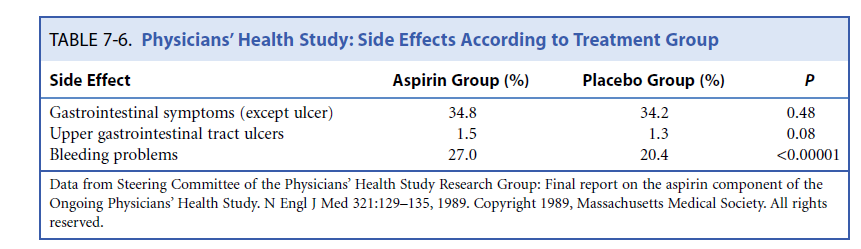 TABLE 7-6. Physicians’ Health Study: Side Effects According to Treatment Group
Side Effect Aspirin Group (%) Placebo Group (%) P
Gastrointestinal symptoms (except ulcer) 34.8 34.2 0.48
Upper gastrointestinal tract ulcers 1.5 1.3 0.08
Bleeding problems 27.0 20.4 <0.00001
Data from Steering Committee of the Physicians’ Health Study Research Group: Final report on the aspirin component of the
Ongoing Physicians’ Health Study. N Engl J Med 321:129–135, 1989. Copyright 1989, Massachusetts Medical Society. All rights
reserved.